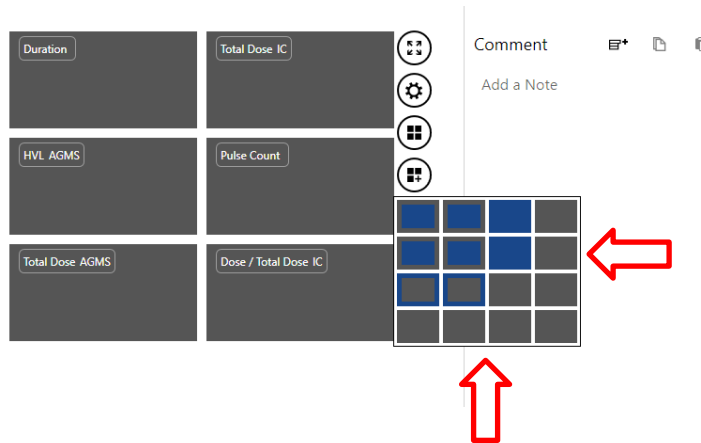 Duration
Total Dose IC
Comment
Add a Note
HVL AGMS
Pulse Count
Total Dose AGMS
Dose / Total Dose IC